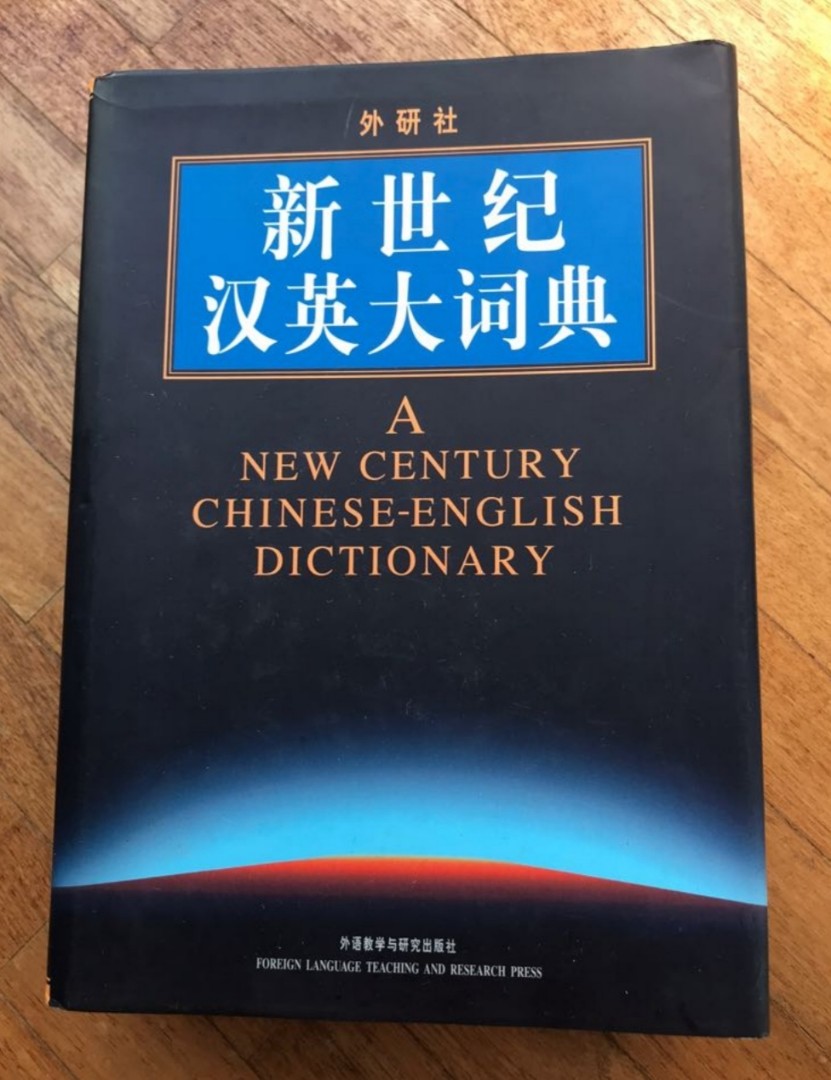 外研社
新世纪
汉英大词典
A
NEW CENTURY
CHINESE-ENGLISH
DICTIONARY
外语教学与研究出版社
FOREIGN LANGUAGE TEACHING AND RESEARCH PRESS